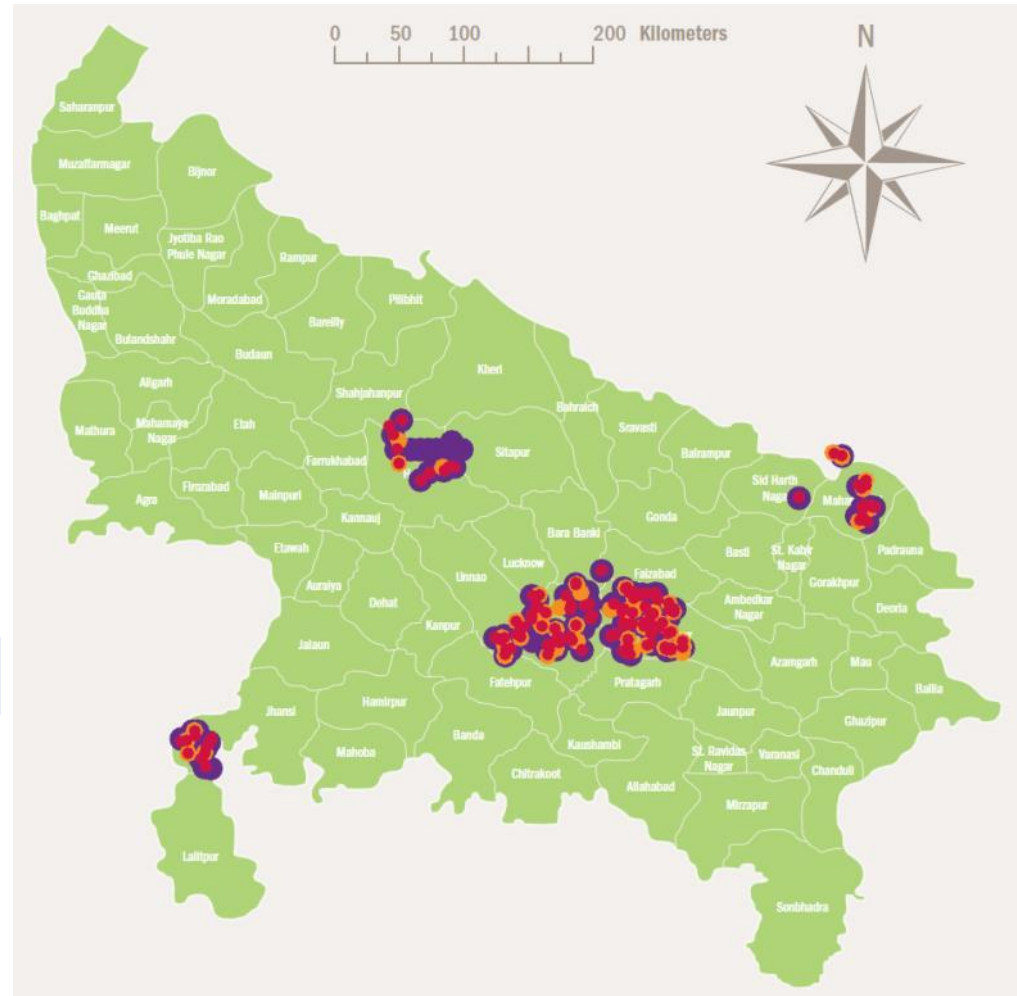 0 50 100 200 Kilometers
N
Saharanpur
Muzaffarnagar
Bijnor
Baghpat
Meerut
Jyotiba Rao
Phule Nagar
Rampur
Ghazibad
Moradabad
Pilibhit
Gauta
Buddha
Nagar
Bareilly
Bulandshahr
Budaun
Kheri
Aligarh
Shahjahanpur
Bahraich
Mathura
Mahamaya
Nagar
Etah
Sravasti
Sitapur
Balrampur
Farrukhabad
Firozabad
Mainpuri
Agra
Sid Harth
Nagar
Mahar
Kannauj
Gonda
Bara Banki
Etawah
Basti
St. Kabir
Nagar
Padrauna
Lucknow
Unnao
Faizabad
Gorakhpur
Auraiya
Dehat
Ambedkar
Nagar
Deoria
Kanpur
Jalaun
Azamgarh
Mau
Fatehpur
Pratagarh
Ballia
Hamirpur
Jhansi
Jaunpur
Ghazipur
Banda
Mahoba
Kaushambi
St. Ravidas
Nagar
Varanasi
Chitrakoot
Chanduli
Allahabad
Mirzapur
Lalitpur
Sonbhadra